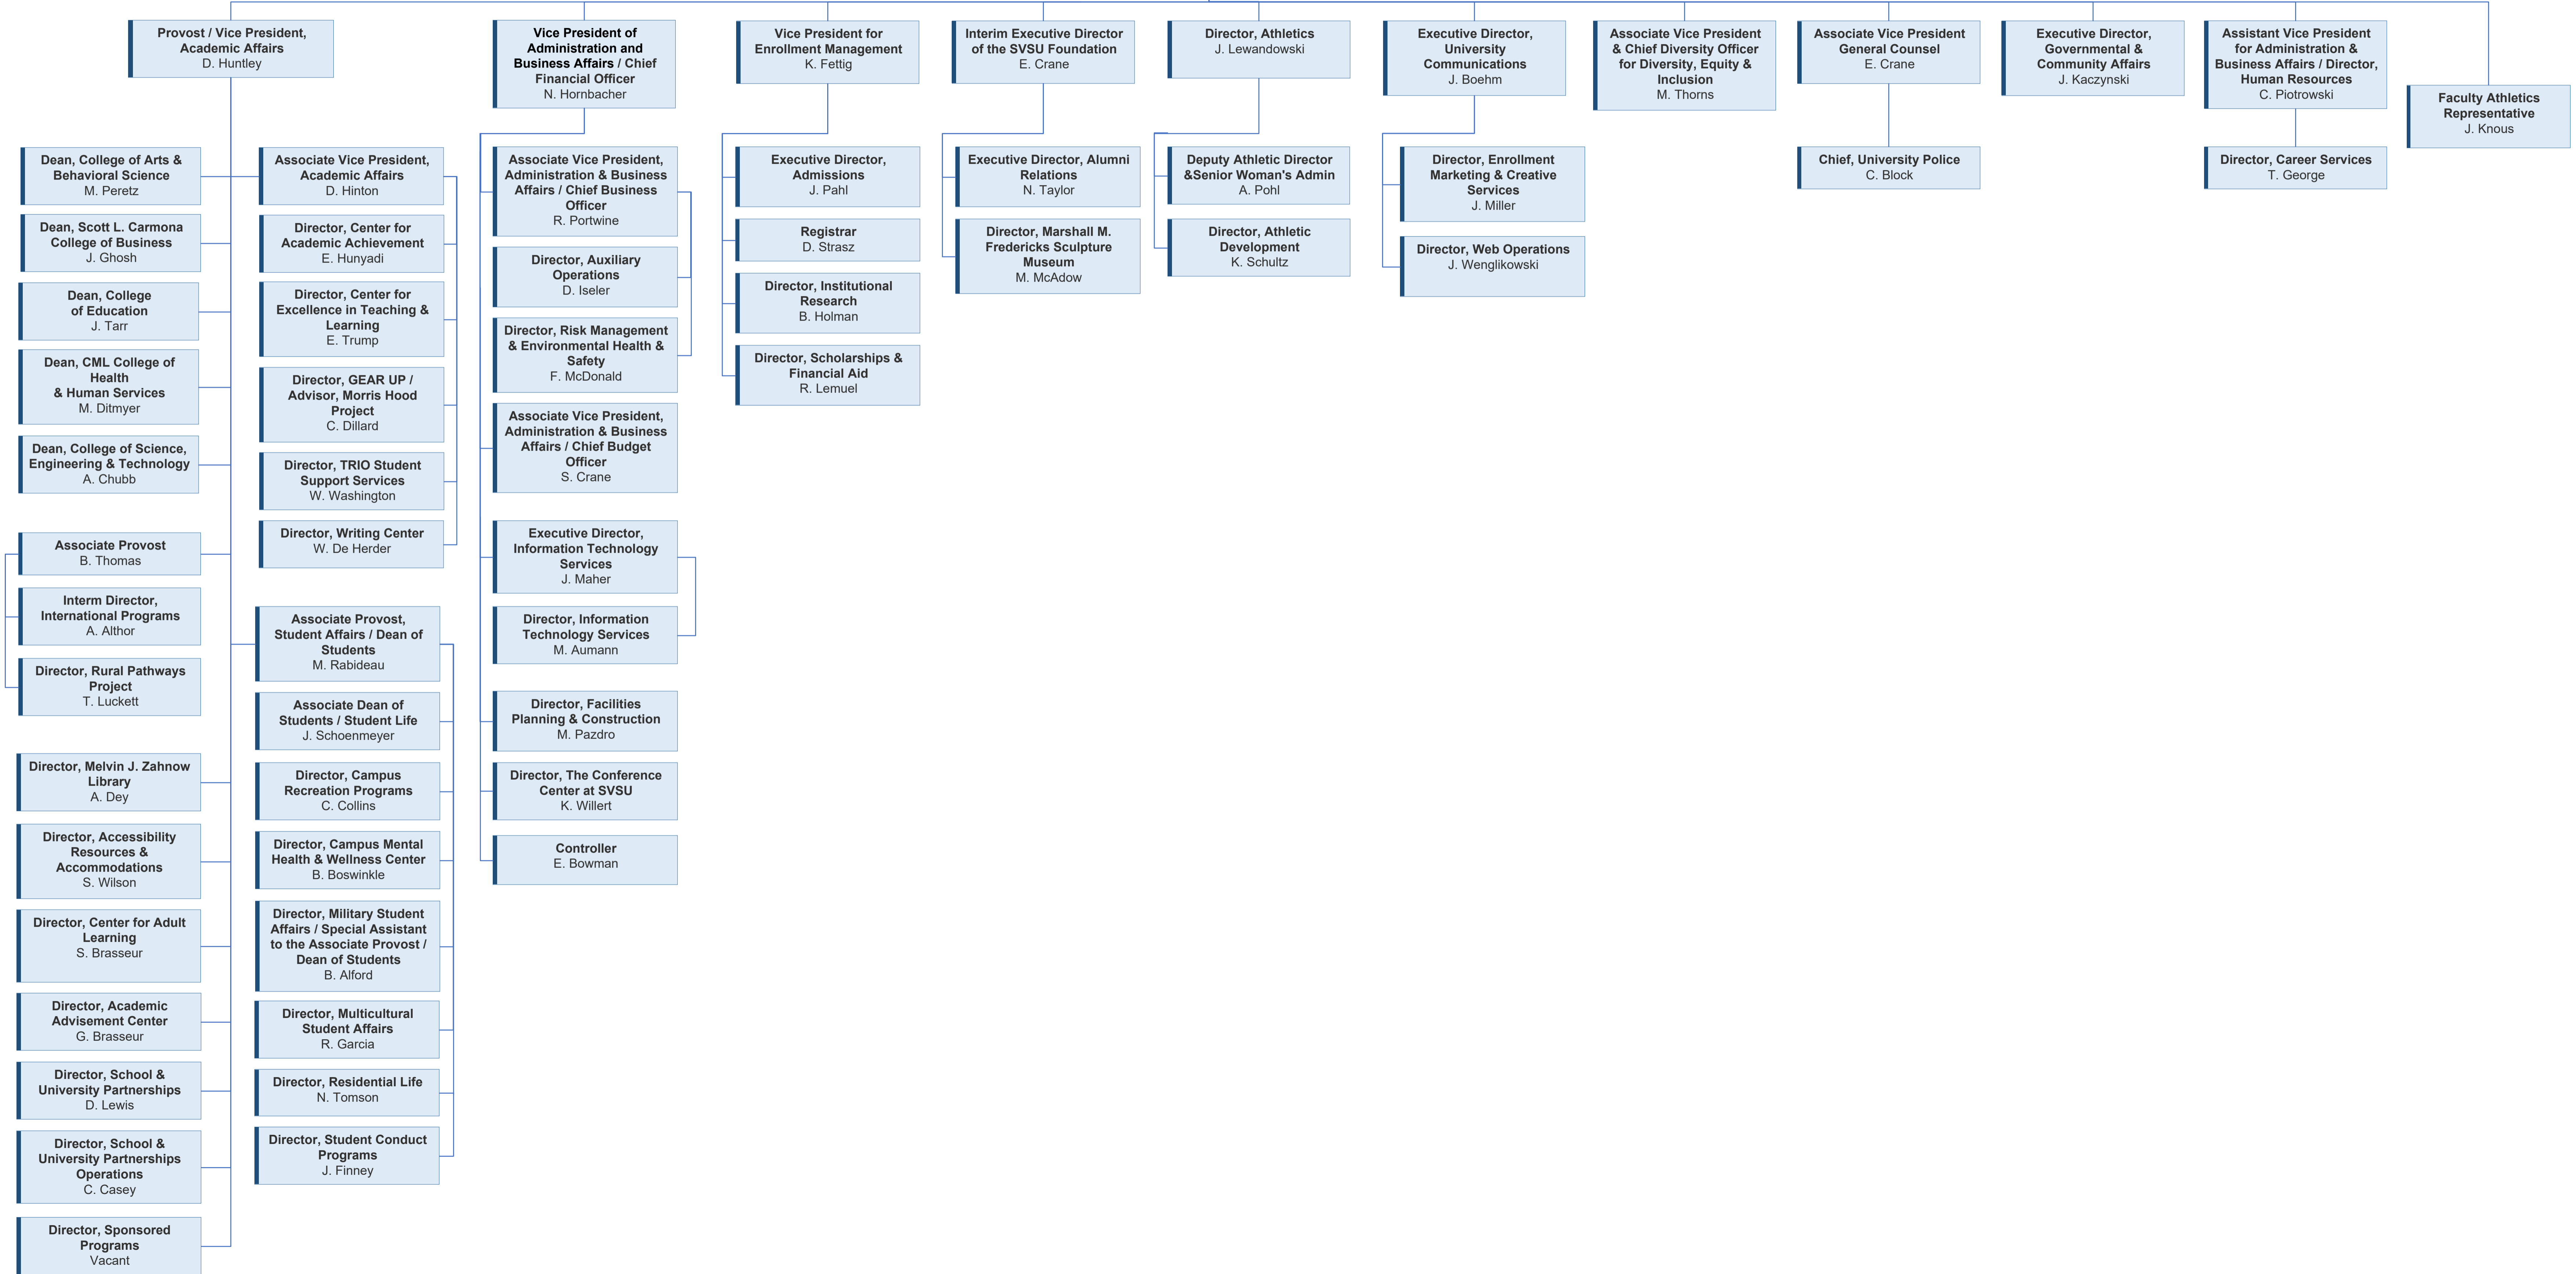 Provost / Vice President,
Academic Affairs
D. Huntley
Vice President of
Administration and
Business Affairs / Chief
Financial Officer
N. Hornbacher
Vice President for
Enrollment Management
K. Fettig
Interim Executive Director
of the SVSU Foundation
E. Crane
Director, Athletics
J. Lewandowski
Executive Director,
University
Communications
J. Boehm
Associate Vice President
& Chief Diversity Officer
for Diversity, Equity &
Inclusion
M. Thorns
Associate Vice President
General Counsel
E. Crane
Executive Director,
Governmental &
Community Affairs
J. Kaczynski
Assistant Vice President
for Administration &
Business Affairs / Director,
Human Resources
C. Piotrowski
Faculty Athletics
Representative
J. Knous
Dean, College of Arts &
Behavioral Science
M. Peretz
Dean, Scott L. Carmona
College of Business
J. Ghosh
Dean, College
of Education
J. Tarr
Dean, CML College of
Health
& Human Services
M. Ditmyer
Dean, College of Science,
Engineering & Technology
A. Chubb
Associate Provost
B. Thomas
Interm Director,
International Programs
A. Althor
Director, Rural Pathways
Project
T. Luckett
Director, Melvin J. Zahnow
Library
A. Dey
Director, Accessibility
Resources &
Accommodations
S. Wilson
Director, Center for Adult
Learning
S. Brasseur
Director, Academic
Advisement Center
G. Brasseur
Director, School &
University Partnerships
D. Lewis
Director, School &
University Partnerships
Operations
C. Casey
Director, Sponsored
Programs
Vacant
Associate Vice President,
Academic Affairs
D. Hinton
Director, Center for
Academic Achievement
E. Hunyadi
Director, Center for
Excellence in Teaching &
Learning
E. Trump
Director, GEAR UP /
Advisor, Morris Hood
Project
C. Dillard
Director, TRIO Student
Support Services
W. Washington
Director, Writing Center
W. De Herder
Associate Provost,
Student Affairs / Dean of
Students
M. Rabideau
Associate Dean of
Students / Student Life
J. Schoenmeyer
Director, Campus
Recreation Programs
C. Collins
Director, Campus Mental
Health & Wellness Center
B. Boswinkle
Director, Military Student
Affairs / Special Assistant
to the Associate Provost /
Dean of Students
B. Alford
Director, Multicultural
Student Affairs
R. Garcia
Director, Residential Life
N. Tomson
Director, Student Conduct
Programs
J. Finney
Associate Vice President,
Administration & Business
Affairs / Chief Business
Officer
R. Portwine
Director, Auxiliary
Operations
D. Iseler
Director, Risk Management
& Environmental Health &
Safety
F. McDonald
Associate Vice President,
Administration & Business
Affairs / Chief Budget
Officer
S. Crane
Executive Director,
Information Technology
Services
J. Maher
Director, Information
Technology Services
M. Aumann
Director, Facilities
Planning & Construction
M. Pazdro
Director, The Conference
Center at SVSU
K. Willert
Controller
E. Bowman
Executive Director,
Admissions
J. Pahl
Registrar
D. Strasz
Director, Institutional
Research
B. Holman
Director, Scholarships &
Financial Aid
R. Lemuel
Executive Director, Alumni
Relations
N. Taylor
Director, Marshall M.
Fredericks Sculpture
Museum
M. McAdow
Deputy Athletic Director
&Senior Woman's Admin
A. Pohl
Director, Athletic
Development
K. Schultz
Director, Enrollment
Marketing & Creative
Services
J. Miller
Director, Web Operations
J. Wenglikowski
Chief, University Police
C. Block
Director, Career Services
T. George